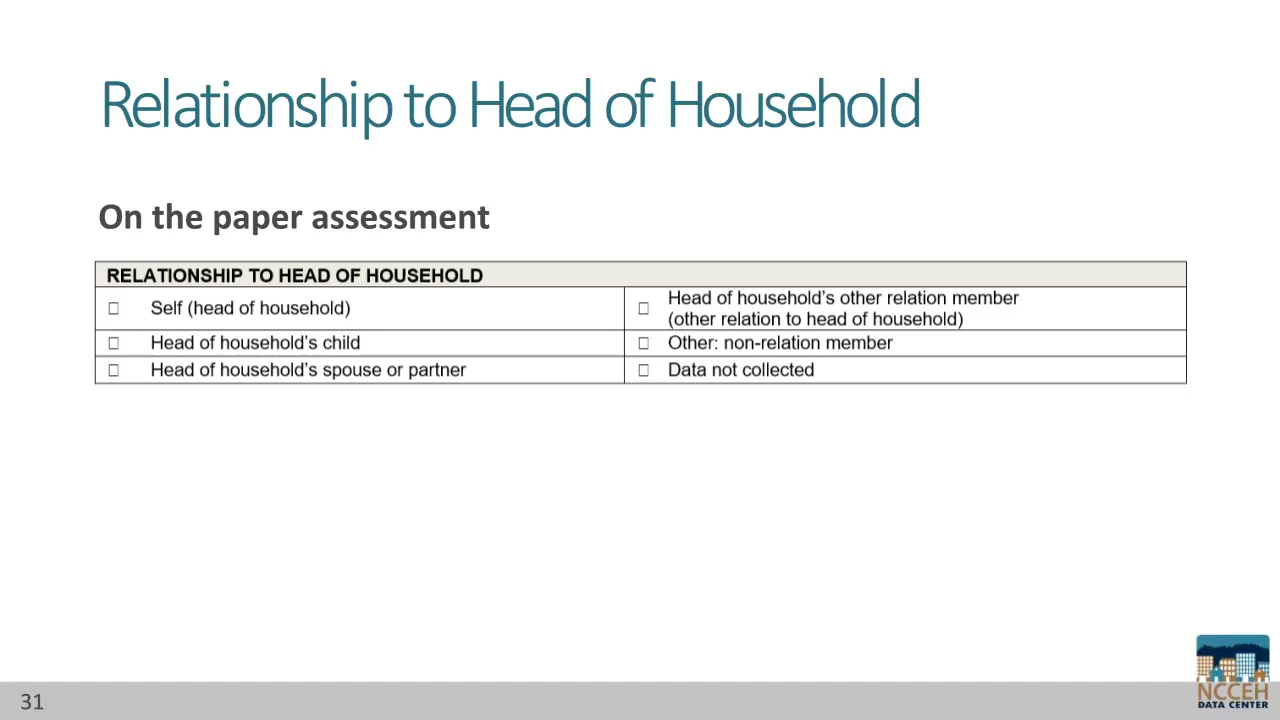 Relationship to Head of Household
On the paper assessment
RELATIONSHIP TO HEAD OF HOUSEHOLD
☐ Self (head of household)
☐ Head of household’s other relation member
(other relation to head of household)
☐ Head of household’s child
☐ Other: non-relation member
☐ Head of household’s spouse or partner
☐ Data not collected
31
NCCEH
DATA CENTER